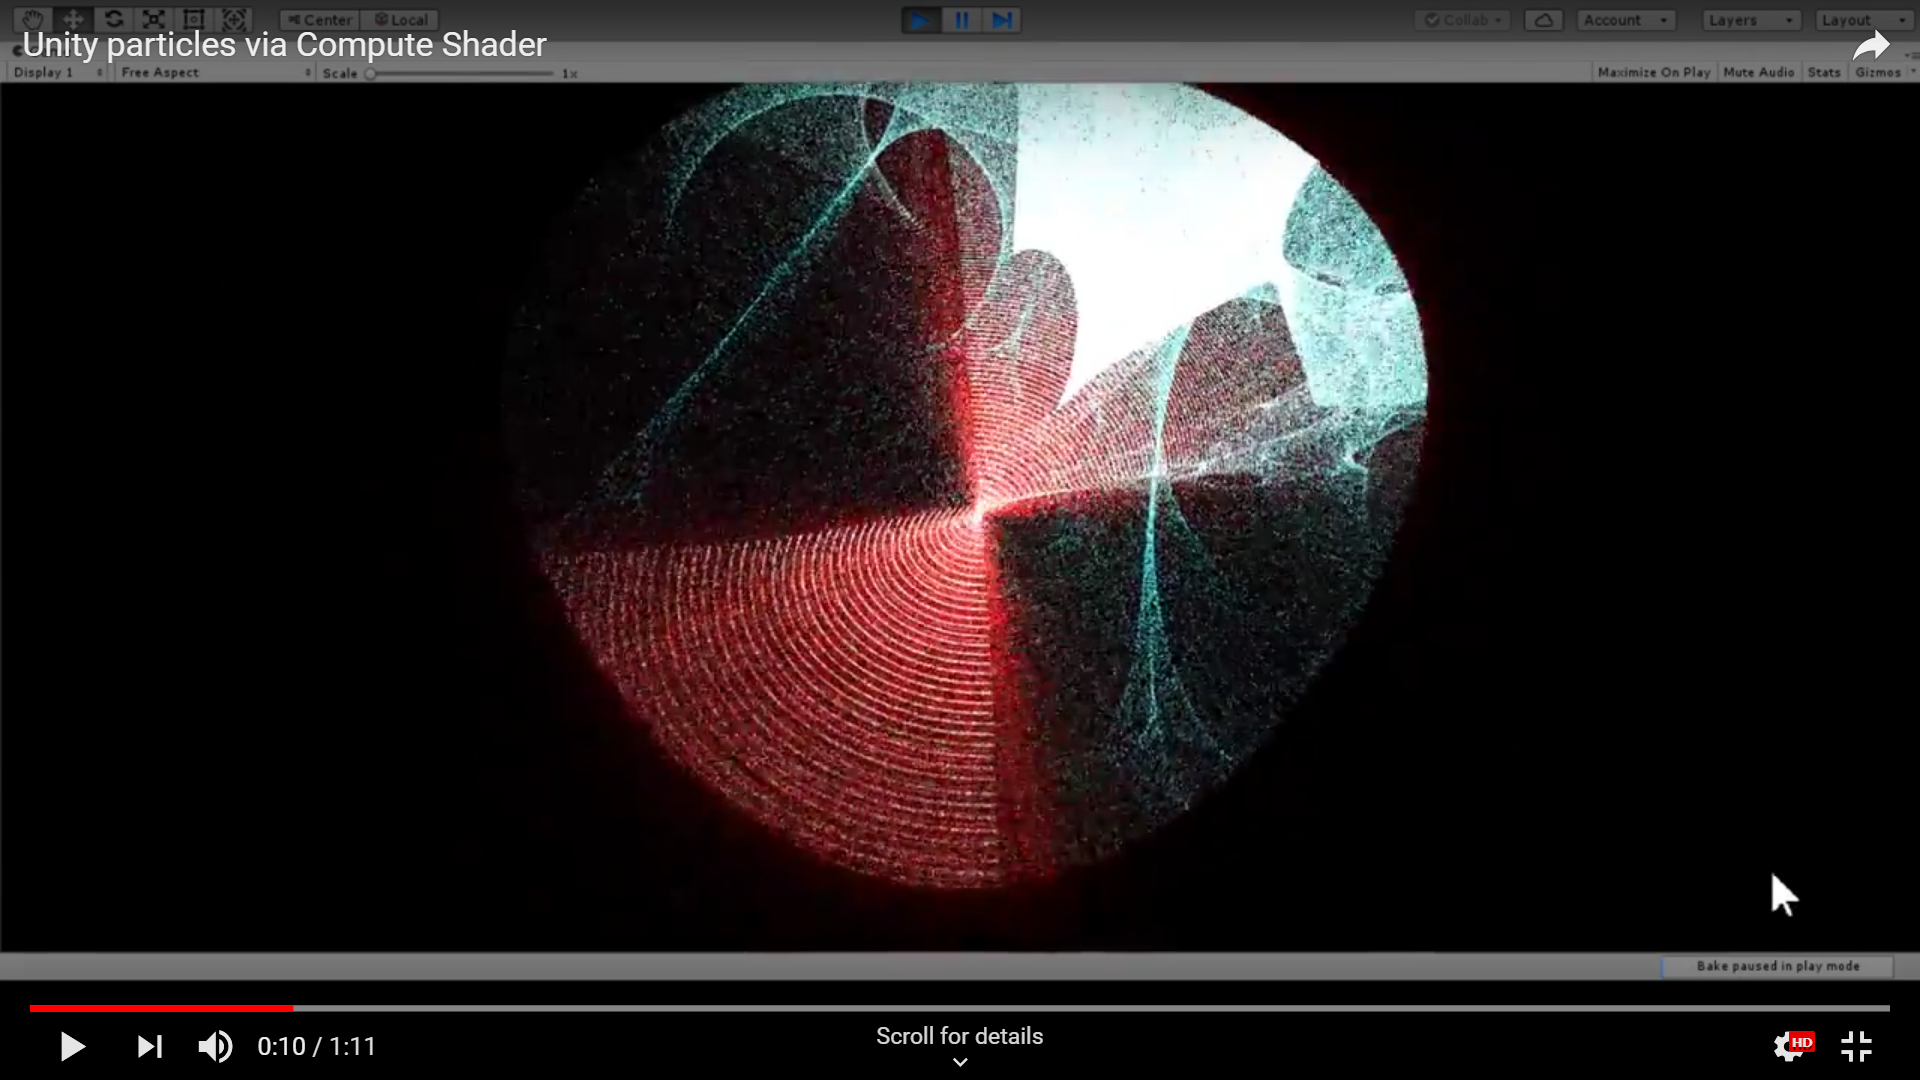 Center Local Collab Account Layers Layout
Unity particles via Compute Shader
Display 1 Free Aspect Scale 1x Maximize On Play Mute Audio Stats Gizmos
Bake paused in play mode
0:10 / 1:11 Scroll for details HD